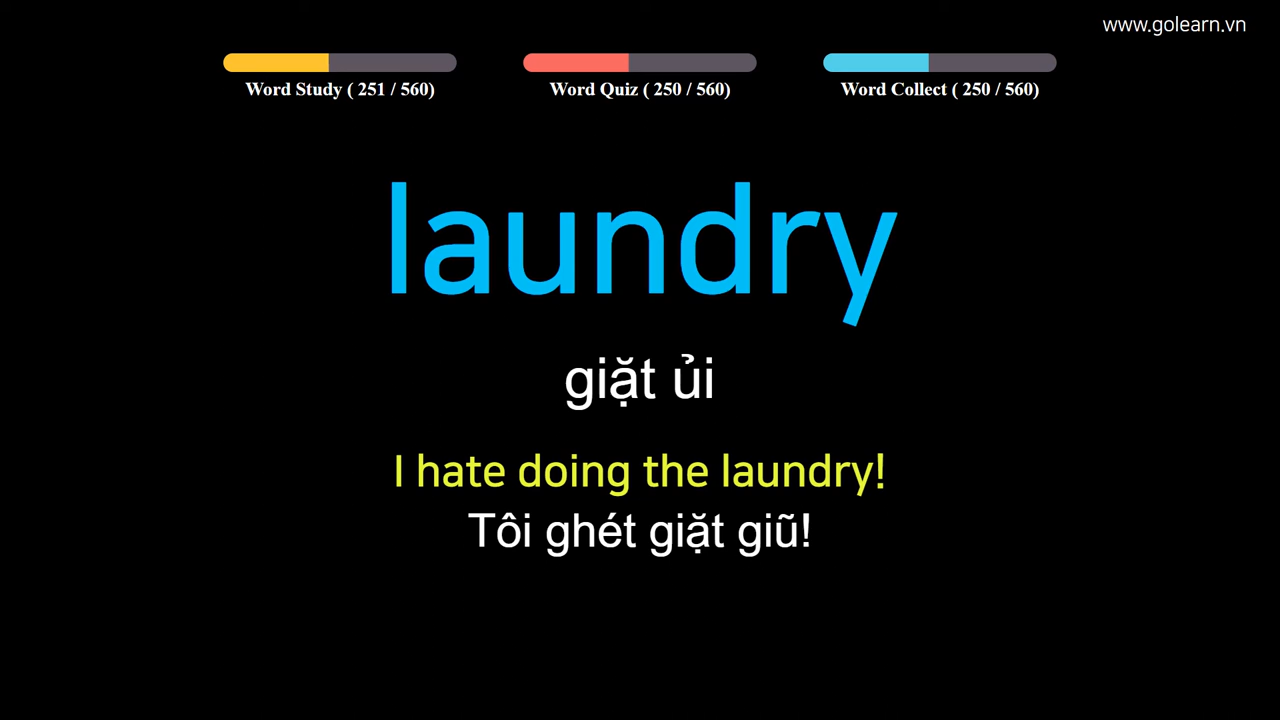 www.golearn.vn
Word Study ( 251 / 560)
Word Quiz ( 250 / 560)
Word Collect ( 250 / 560)
laundry
giặt ủi
I hate doing the laundry!
Tôi ghét giặt giũ!